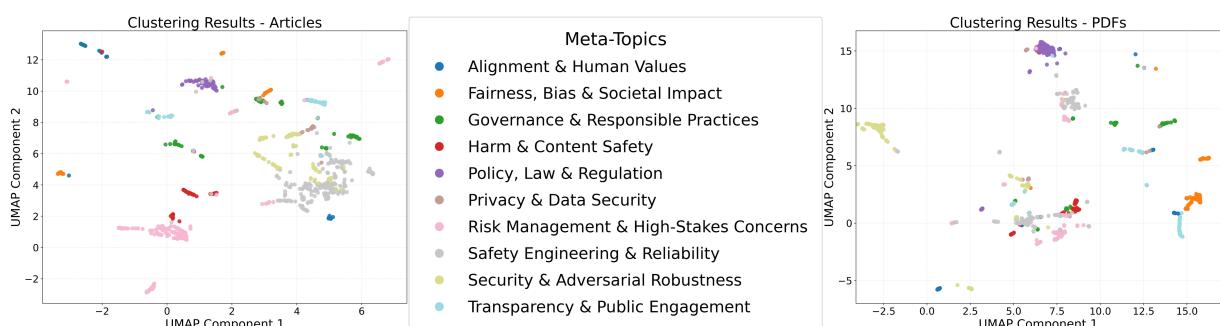 Clustering Results - Articles
UMAP Component 2
12
10
8
6
4
2
0
−2
−2
0
2
4
6
UMAP Component 1
Meta-Topics
Alignment & Human Values
Fairness, Bias & Societal Impact
Governance & Responsible Practices
Harm & Content Safety
Policy, Law & Regulation
Privacy & Data Security
Risk Management & High-Stakes Concerns
Safety Engineering & Reliability
Security & Adversarial Robustness
Transparency & Public Engagement
Clustering Results - PDFs
UMAP Component 2
15
10
5
0
−5
−2.5
0.0
2.5
5.0
7.5
10.0
12.5
15.0
UMAP Component 1